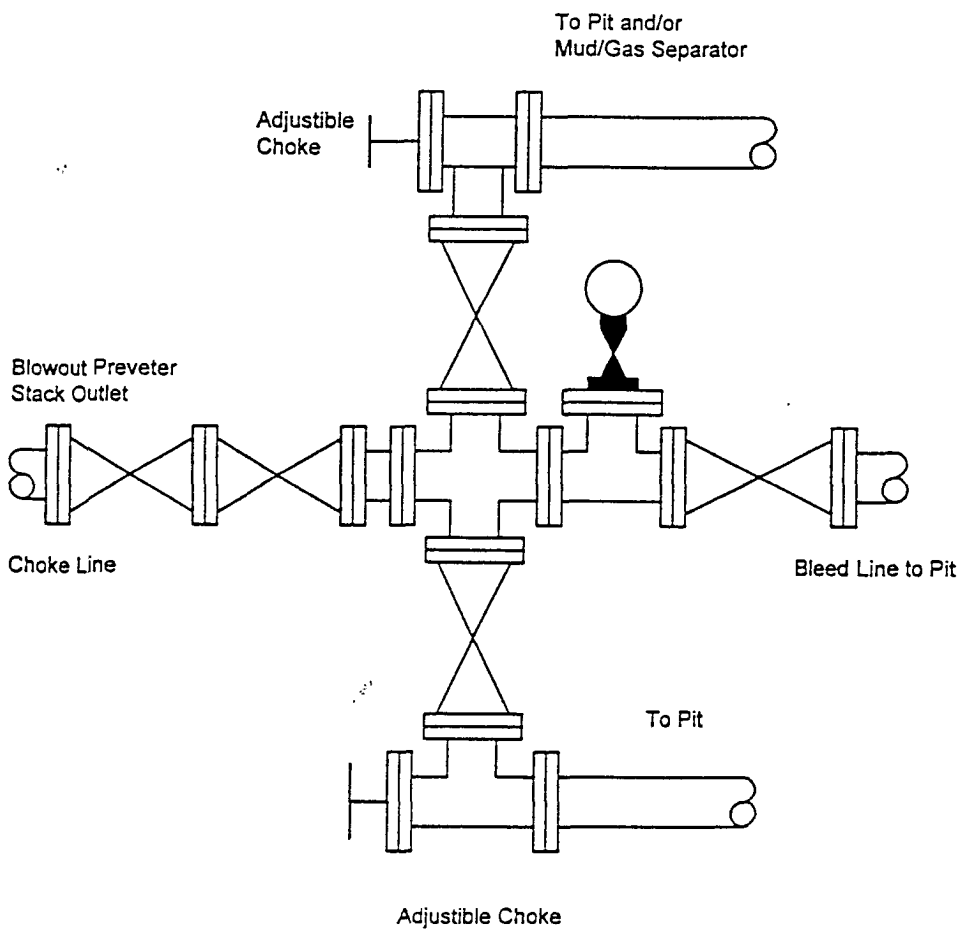 To Pit and/or
Mud/Gas Separator
Adjustible
Choke
Blowout Preveter
Stack Outlet
Choke Line
Bleed Line to Pit
To Pit
Adjustible Choke